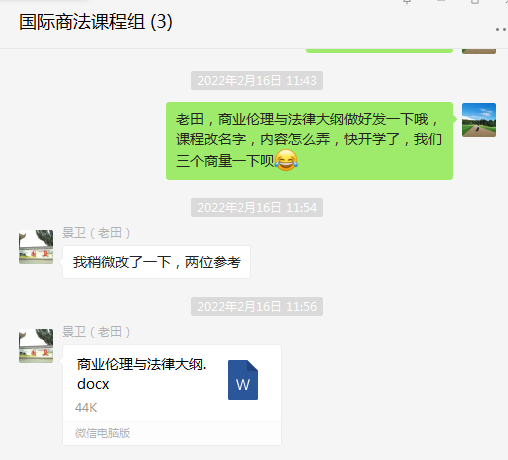 国际商法课程组 (3)
2022年2月16日 11:43
老田，商业伦理与法律大纲做好发一下哦，
课程改名字，内容怎么弄，快开学了，我们
三个商量一下呗😂
2022年2月16日 11:54
景卫（老田）
我稍微改了一下，两位参考
2022年2月16日 11:56
景卫（老田）
商业伦理与法律大纲.
docx
W
44K
微信电脑版